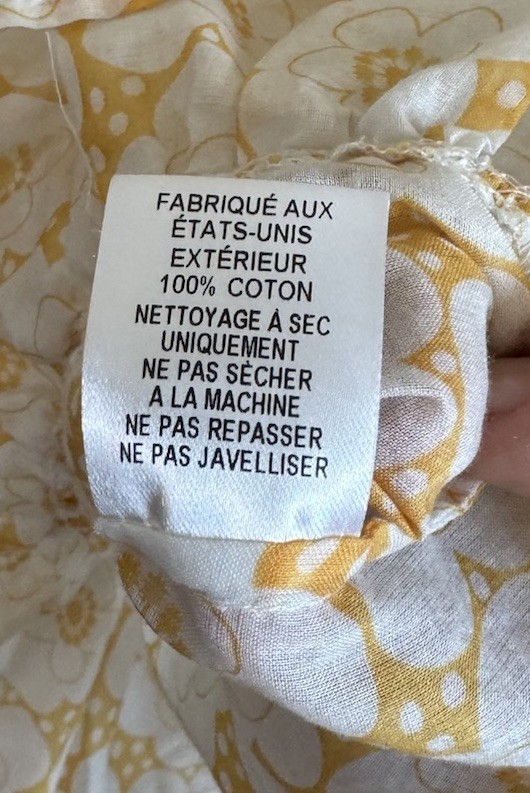 FABRIQUÉ AUX
ÉTATS-UNIS
EXTÉRIEUR
100% COTON
NETTOYAGE À SEC
UNIQUEMENT
NE PAS SÈCHER
A LA MACHINE
NE PAS REPASSER
NE PAS JAVELLISER